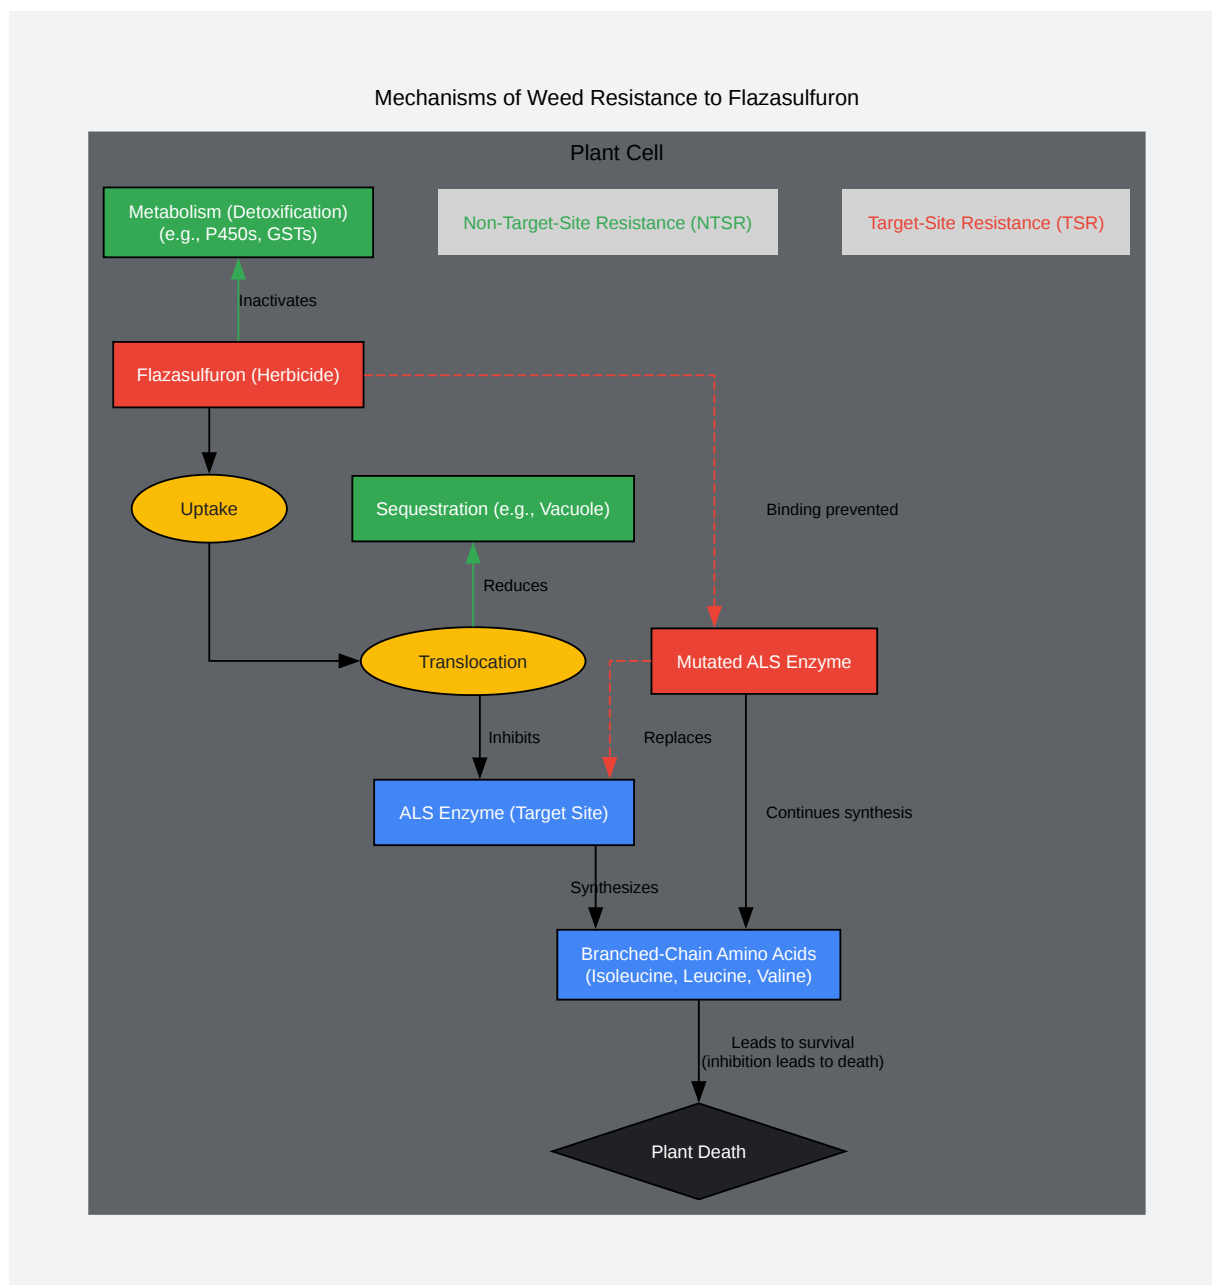 Mechanisms of Weed Resistance to Flazasulfuron
Plant Cell
Metabolism (Detoxification)
(e.g., P450s, GSTs)
Non-Target-Site Resistance (NTSR)
Target-Site Resistance (TSR)
Inactivates
Flazasulfuron (Herbicide)
Uptake
Sequestration (e.g., Vacuole)
Binding prevented
Reduces
Translocation
Mutated ALS Enzyme
Inhibits
Replaces
ALS Enzyme (Target Site)
Continues synthesis
Synthesizes
Branched-Chain Amino Acids
(Isoleucine, Leucine, Valine)
Leads to survival
(inhibition leads to death)
Plant Death